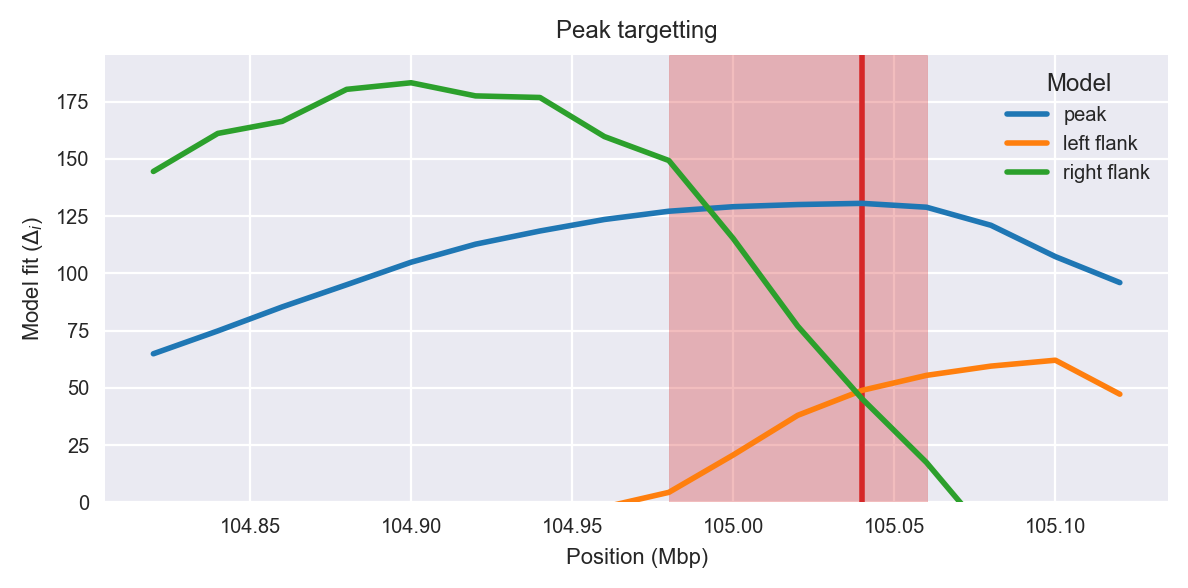 Peak targetting
Model fit (Δi)
175
150
125
100
75
50
25
0
Model
peak
left flank
right flank
104.85
104.90
104.95
105.00
105.05
105.10
Position (Mbp)